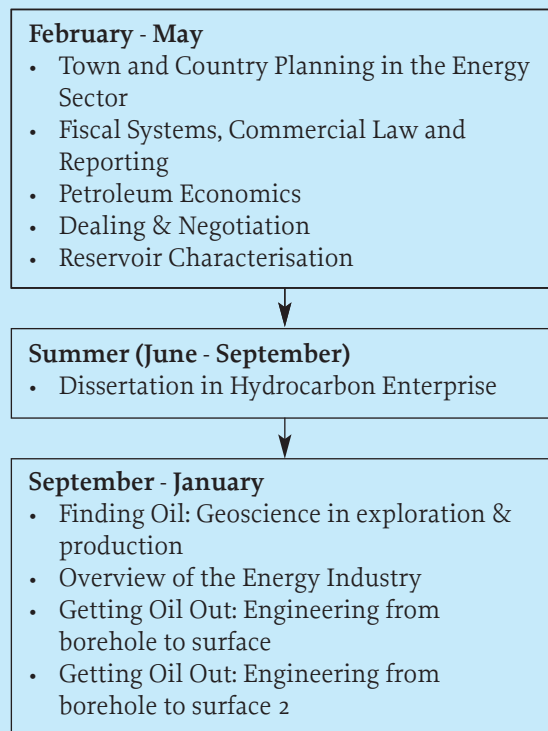 February - May
• Town and Country Planning in the Energy
Sector
• Fiscal Systems, Commercial Law and
Reporting
• Petroleum Economics
• Dealing & Negotiation
• Reservoir Characterisation
Summer (June - September)
• Dissertation in Hydrocarbon Enterprise
September - January
• Finding Oil: Geoscience in exploration &
production
• Overview of the Energy Industry
• Getting Oil Out: Engineering from
borehole to surface
• Getting Oil Out: Engineering from
borehole to surface 2